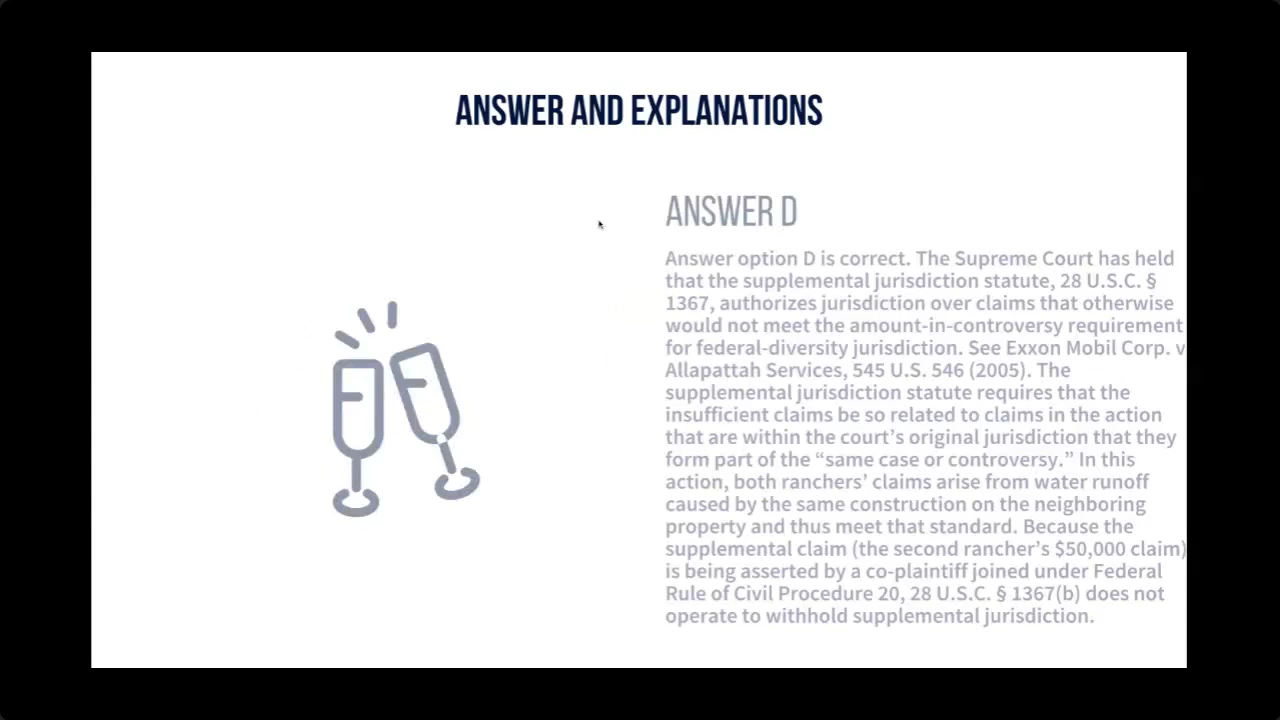 ANSWER AND EXPLANATIONS
ANSWER D
Answer option D is correct. The Supreme Court has held
that the supplemental jurisdiction statute, 28 U.S.C. §
1367, authorizes jurisdiction over claims that otherwise
would not meet the amount-in-controversy requirement
for federal-diversity jurisdiction. See Exxon Mobil Corp. v
Allapattah Services, 545 U.S. 546 (2005). The
supplemental jurisdiction statute requires that the
insufficient claims be so related to claims in the action
that are within the court’s original jurisdiction that they
form part of the “same case or controversy.” In this
action, both ranchers’ claims arise from water runoff
caused by the same construction on the neighboring
property and thus meet that standard. Because the
supplemental claim (the second rancher’s $50,000 claim)
is being asserted by a co-plaintiff joined under Federal
Rule of Civil Procedure 20, 28 U.S.C. § 1367(b) does not
operate to withhold supplemental jurisdiction.